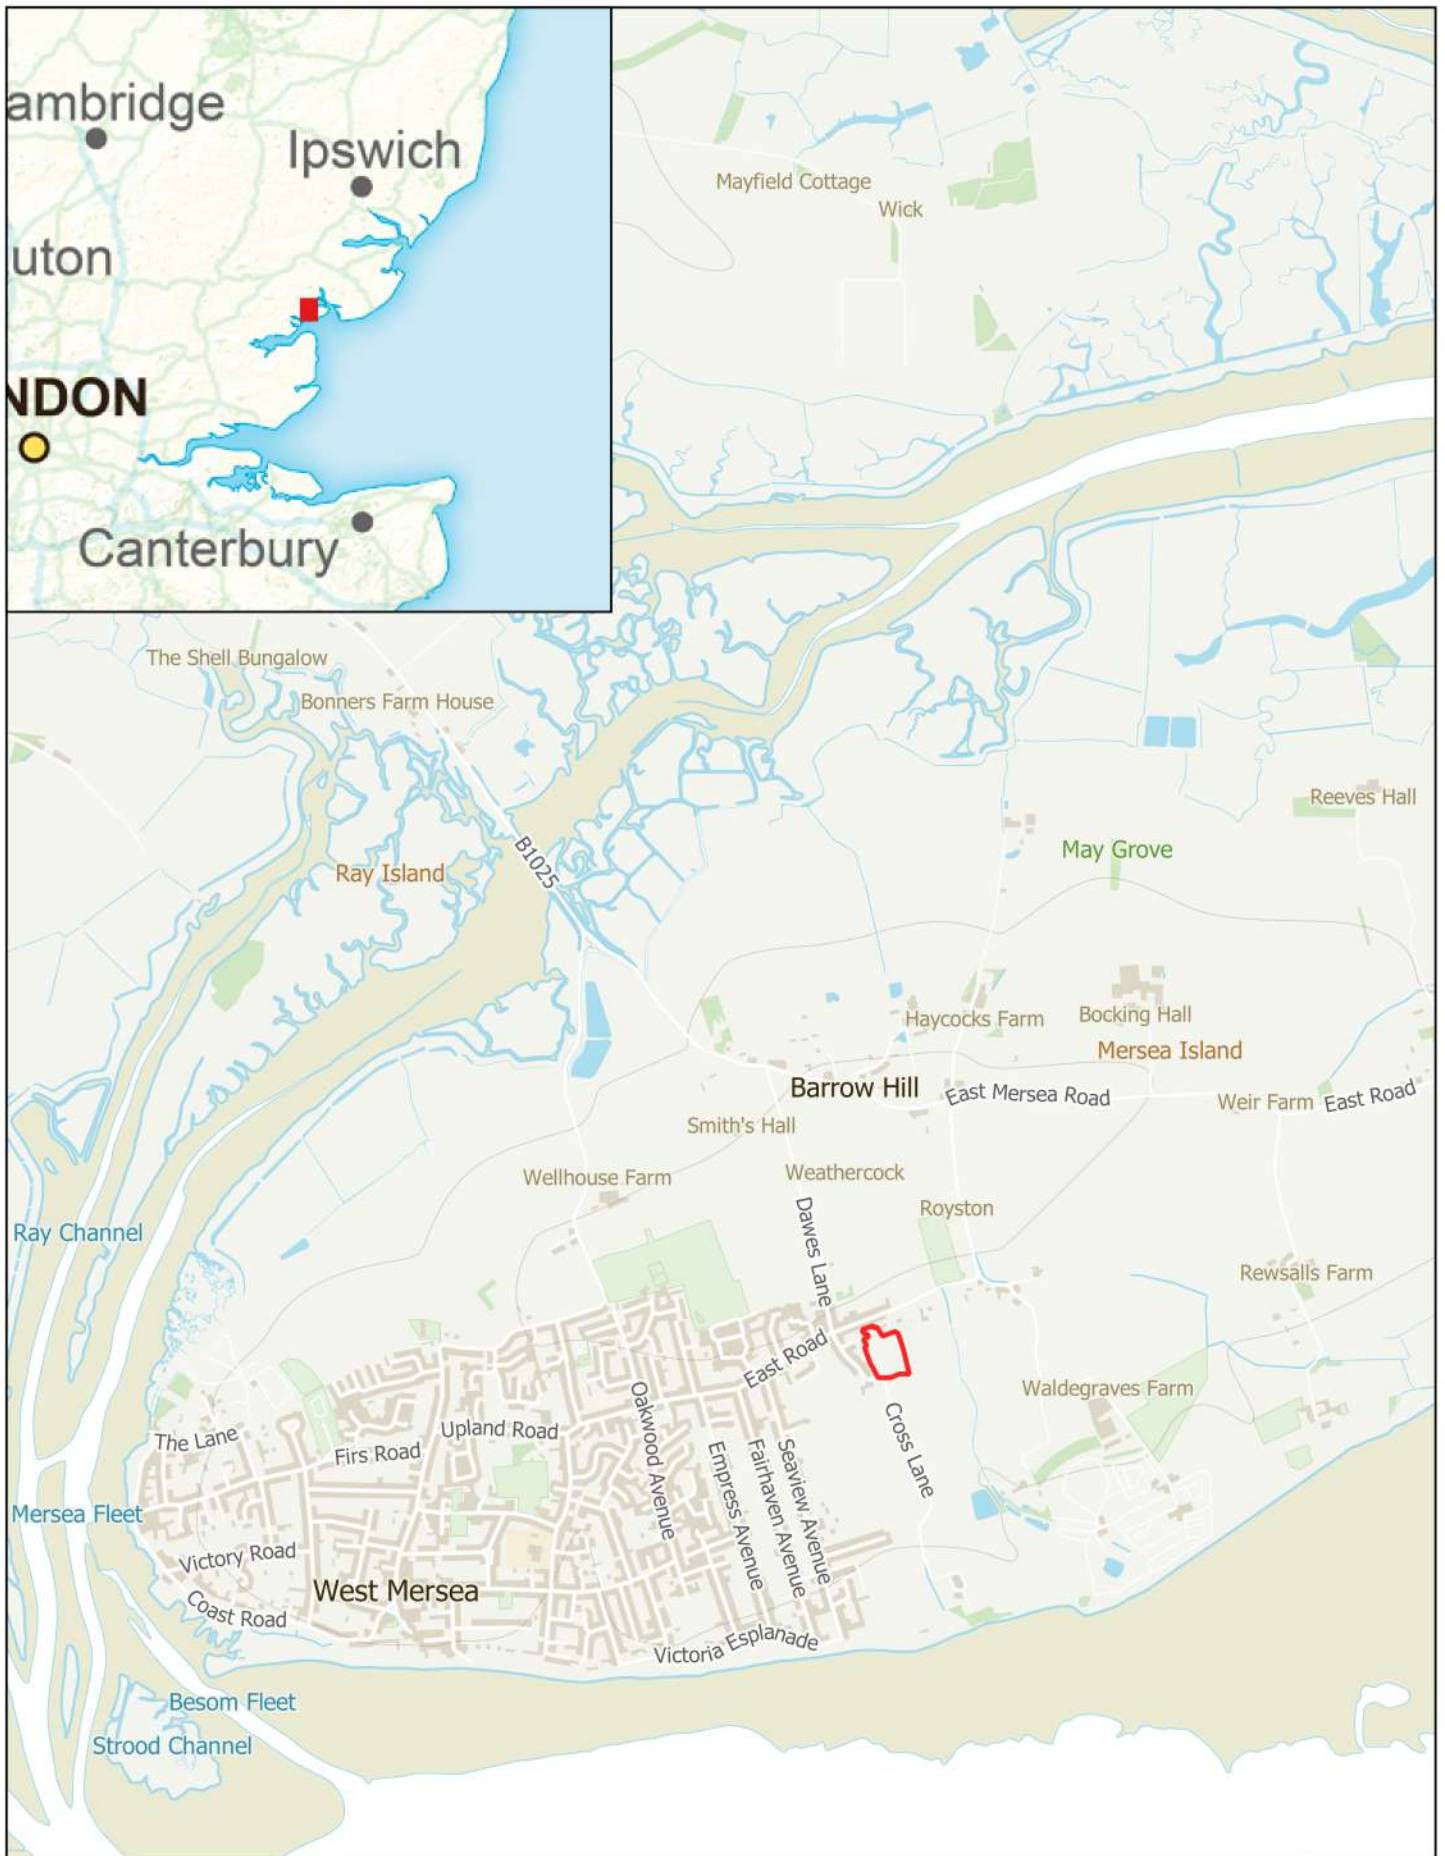 ambridge
Ipswich
uton
NDON
Canterbury
Mayfield Cottage
Wick
The Shell Bungalow
Bonners Farm House
B1025
Ray Island
Reeves Hall
May Grove
Haycocks Farm
Bocking Hall
Mersea Island
Barrow Hill
East Mersea Road
Weir Farm
East Road
Smith's Hall
Wellhouse Farm
Weathercock
Dawes Lane
Royston
Ray Channel
Rewsalls Farm
East Road
Waldegraves Farm
The Lane
Firs Road
Upland Road
Oakwood Avenue
Empress Avenue
Fairhaven Avenue
Seaview Avenue
Cross Lane
Mersea Fleet
Victory Road
West Mersea
Coast Road
Victoria Esplanade
Besom Fleet
Strood Channel